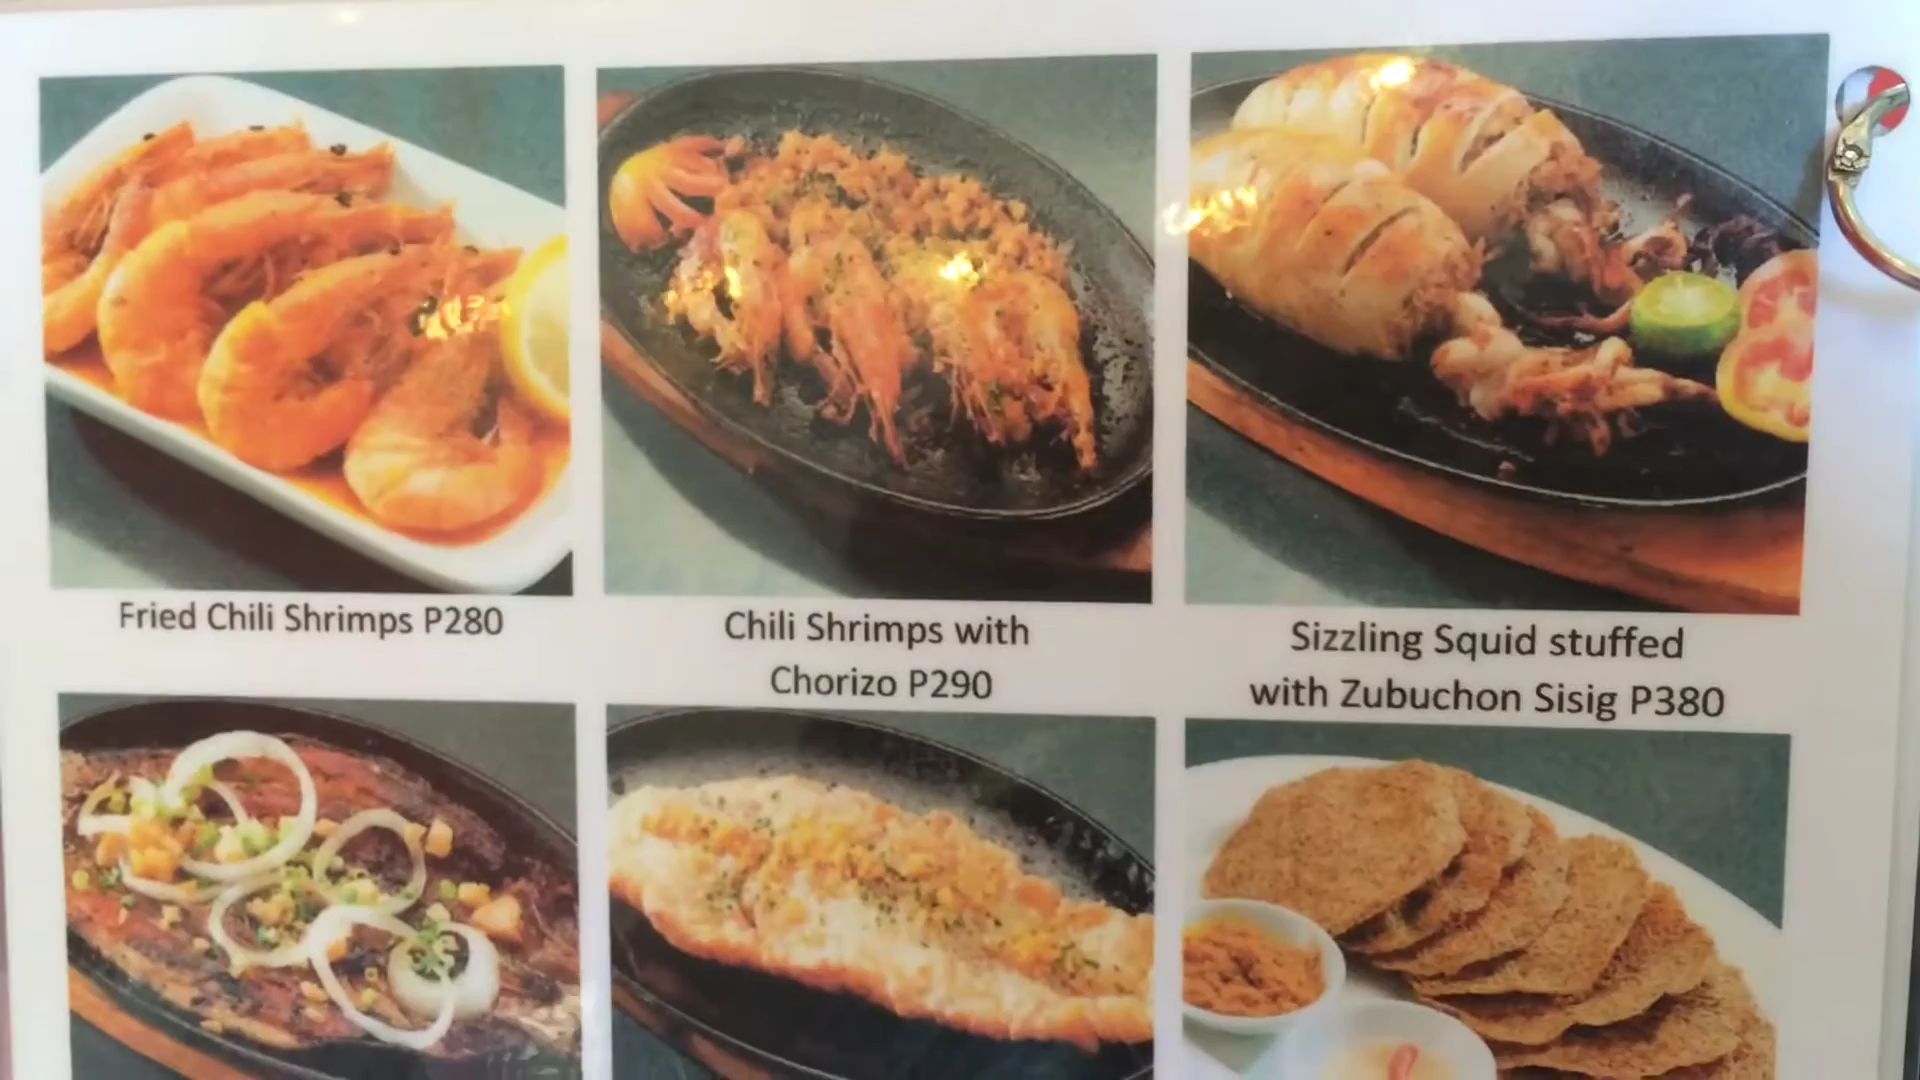 Fried Chili Shrimps P280
Chili Shrimps with
Chorizo P290
Sizzling Squid stuffed
with Zubuchon Sisig P380